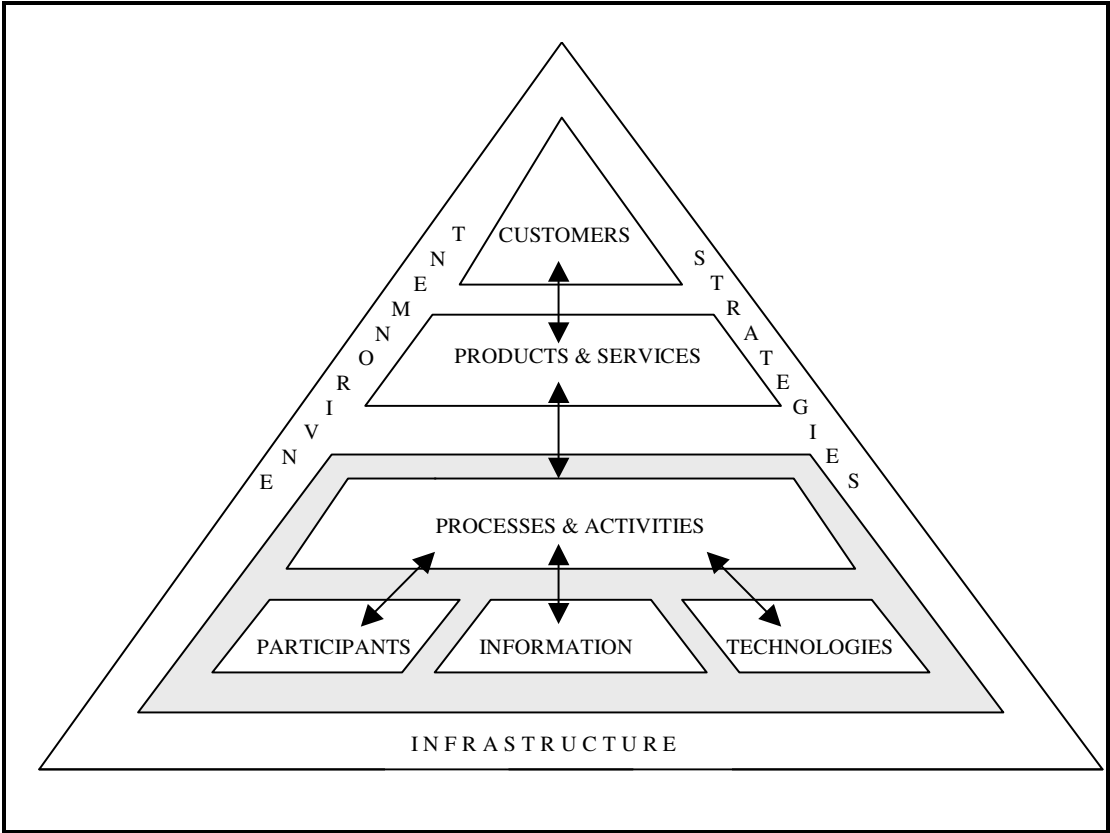 CUSTOMERS
ENVIRONMENT
STRATEGIES
PRODUCTS & SERVICES
PROCESSES & ACTIVITIES
PARTICIPANTS
INFORMATION
TECHNOLOGIES
INFRASTRUCTURE